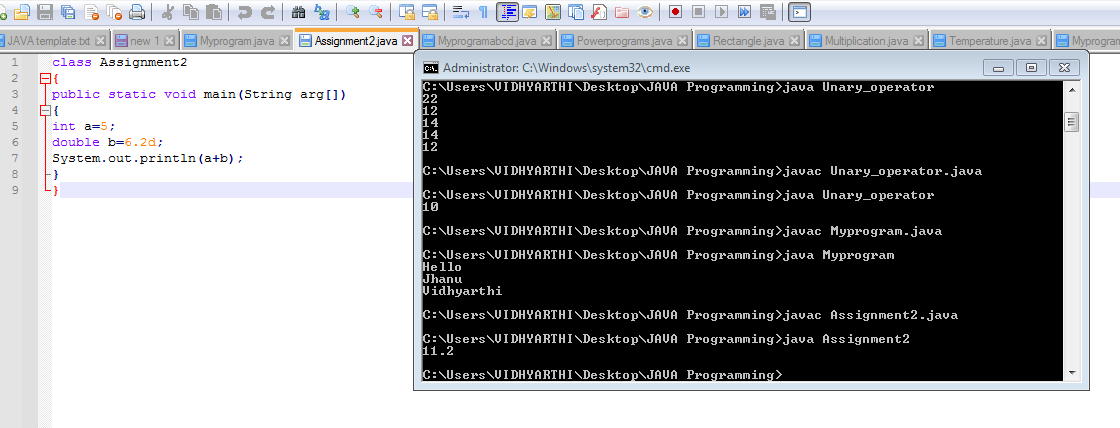 JAVA template.txt new 1 Myprogram.java Assignment2.java Myprogramabcd.java Powerprograms.java Rectangle.java Multiplication.java Temperature.java Myprogram
1 class Assignment2
2 {
3 public static void main(String arg[])
4 {
5 int a=5;
6 double b=6.2d;
7 System.out.println(a+b);
8 }
9 }
Administrator: C:\Windows\system32\cmd.exe
C:\Users\VIDHYARTHI\Desktop\JAVA Programming>java Unary_operator
22
12
14
14
12
C:\Users\VIDHYARTHI\Desktop\JAVA Programming>javac Unary_operator.java
C:\Users\VIDHYARTHI\Desktop\JAVA Programming>java Unary_operator
10
C:\Users\VIDHYARTHI\Desktop\JAVA Programming>javac Myprogram.java
C:\Users\VIDHYARTHI\Desktop\JAVA Programming>java Myprogram
Hello
Jhanu
Vidhyarthi
C:\Users\VIDHYARTHI\Desktop\JAVA Programming>javac Assignment2.java
C:\Users\VIDHYARTHI\Desktop\JAVA Programming>java Assignment2
11.2
C:\Users\VIDHYARTHI\Desktop\JAVA Programming>